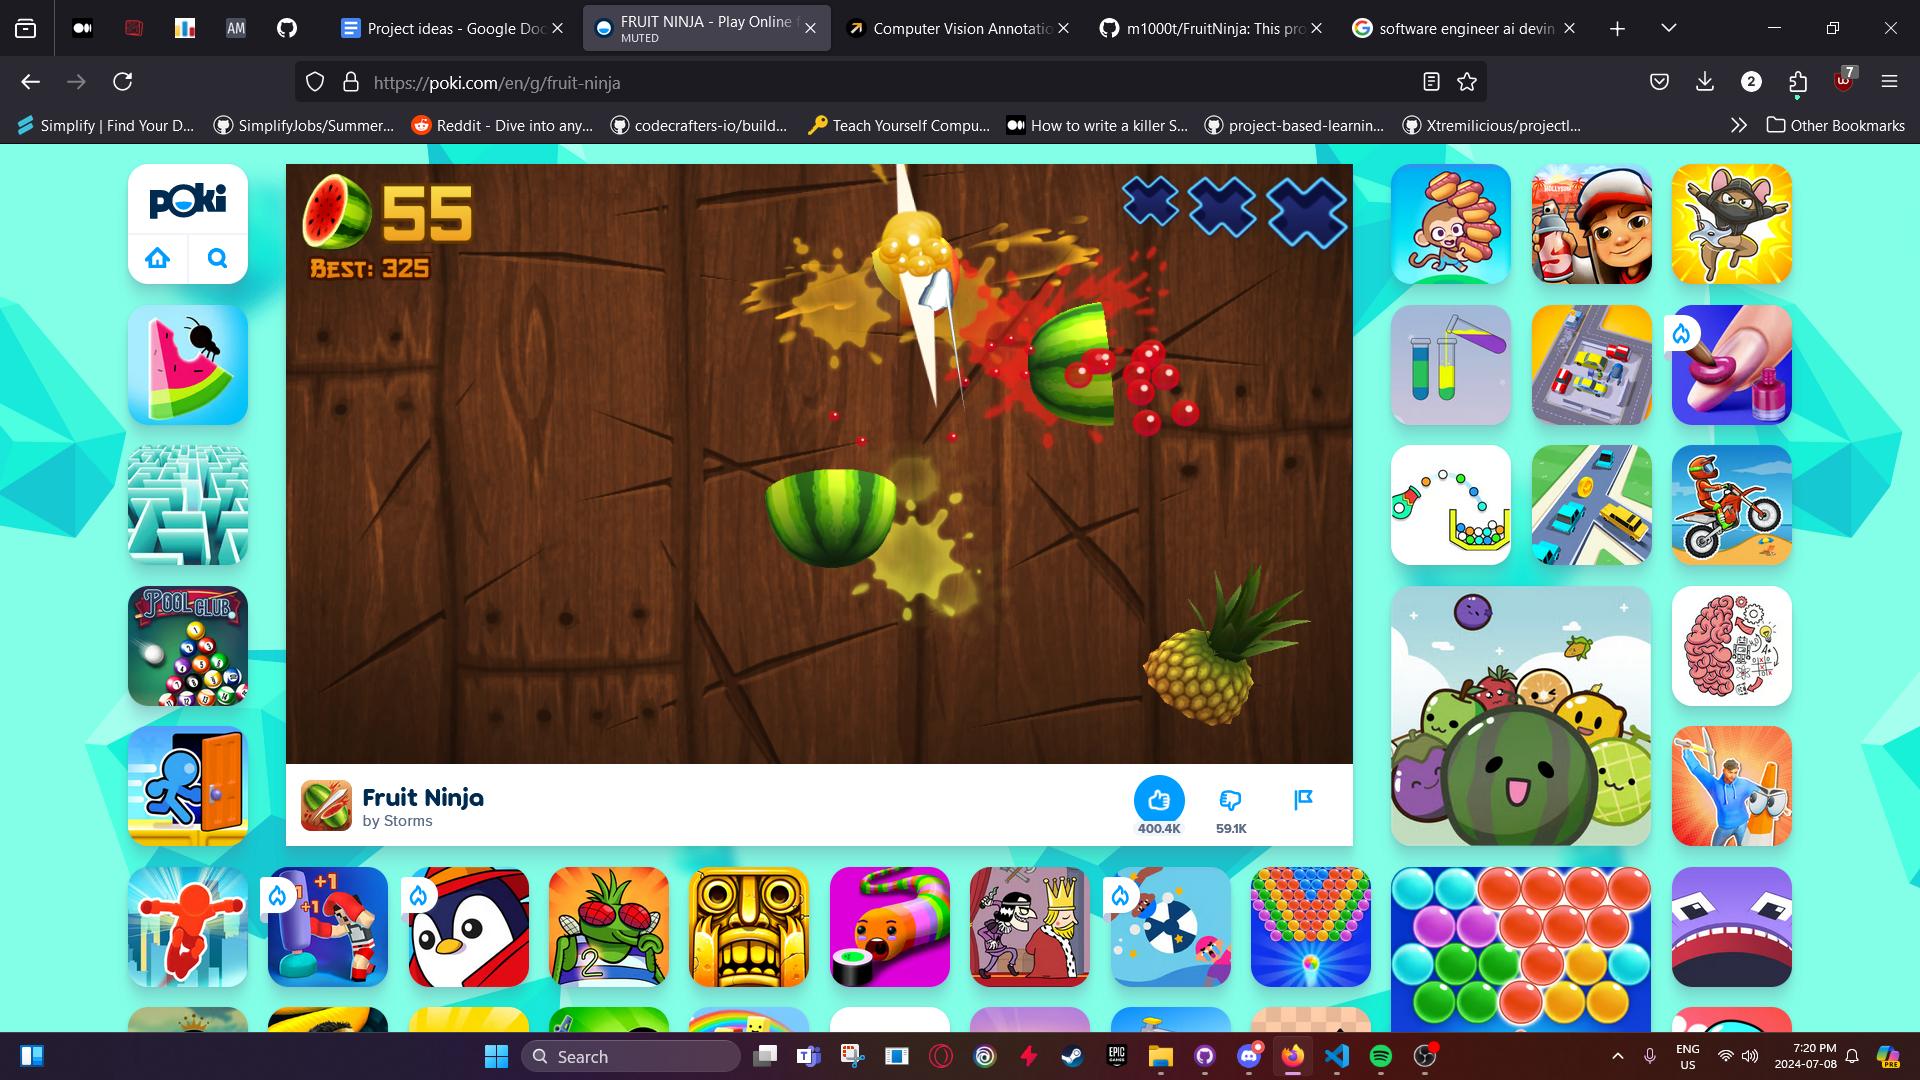 Project ideas - Google Doc
FRUIT NINJA - Play Online f
MUTED
Computer Vision Annotatio
m1000t/FruitNinja: This pro
software engineer ai devin
https://poki.com/en/g/fruit-ninja
2
7
Simplify | Find Your D...
SimplifyJobs/Summer...
Reddit - Dive into any...
codecrafters-io/build...
Teach Yourself Compu...
How to write a killer S...
project-based-learnin...
Xtremilicious/projectl...
Other Bookmarks
AM
poki
55
BEST: 325
HOLLYWOOD
POOL CLUB
Fruit Ninja
by Storms
400.4K
59.1K
+1
+1
2
Search
EPIC
GAMES
ENG
US
7:20 PM
2024-07-08
PRE